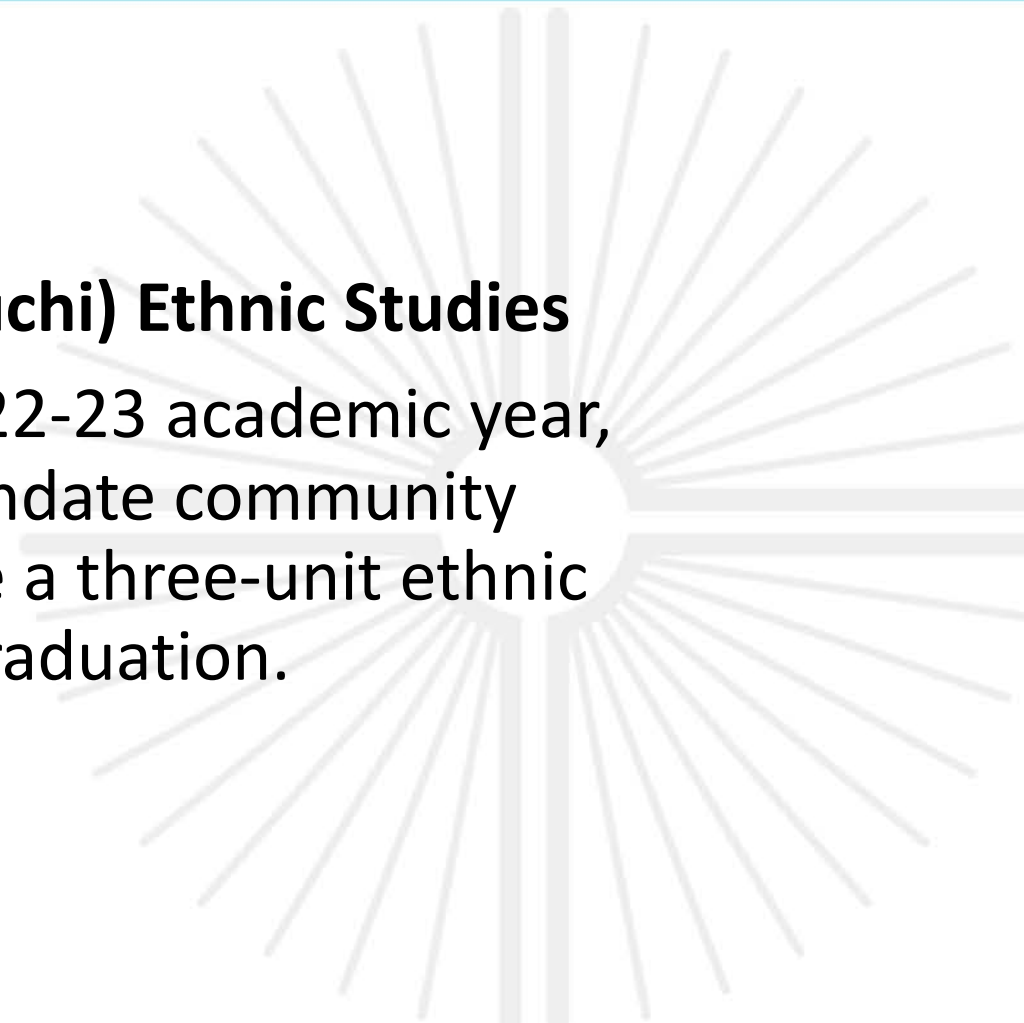 uchi) Ethnic Studies
22-23 academic year,
ndate community
e a three-unit ethnic
raduation.